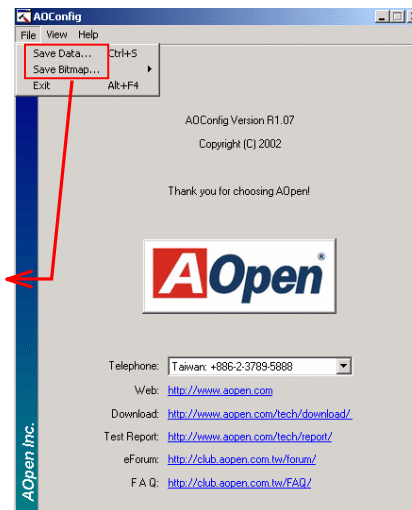 AOConfig
File View Help
Save Data... Ctrl+S
Save Bitmap...
Exit Alt+F4
AOConfig Version R1.07
Copyright (C) 2002
Thank you for choosing AOpen!
AOpen®
Telephone: Taiwan: +886-2-3789-5888
Web: http://www.aopen.com
Download: http://www.aopen.com/tech/download/
Test Report: http://www.aopen.com/tech/report/
eForum: http://club.aopen.com.tw/forum/
F A Q: http://club.aopen.com.tw/FAQ/
AOpen Inc.